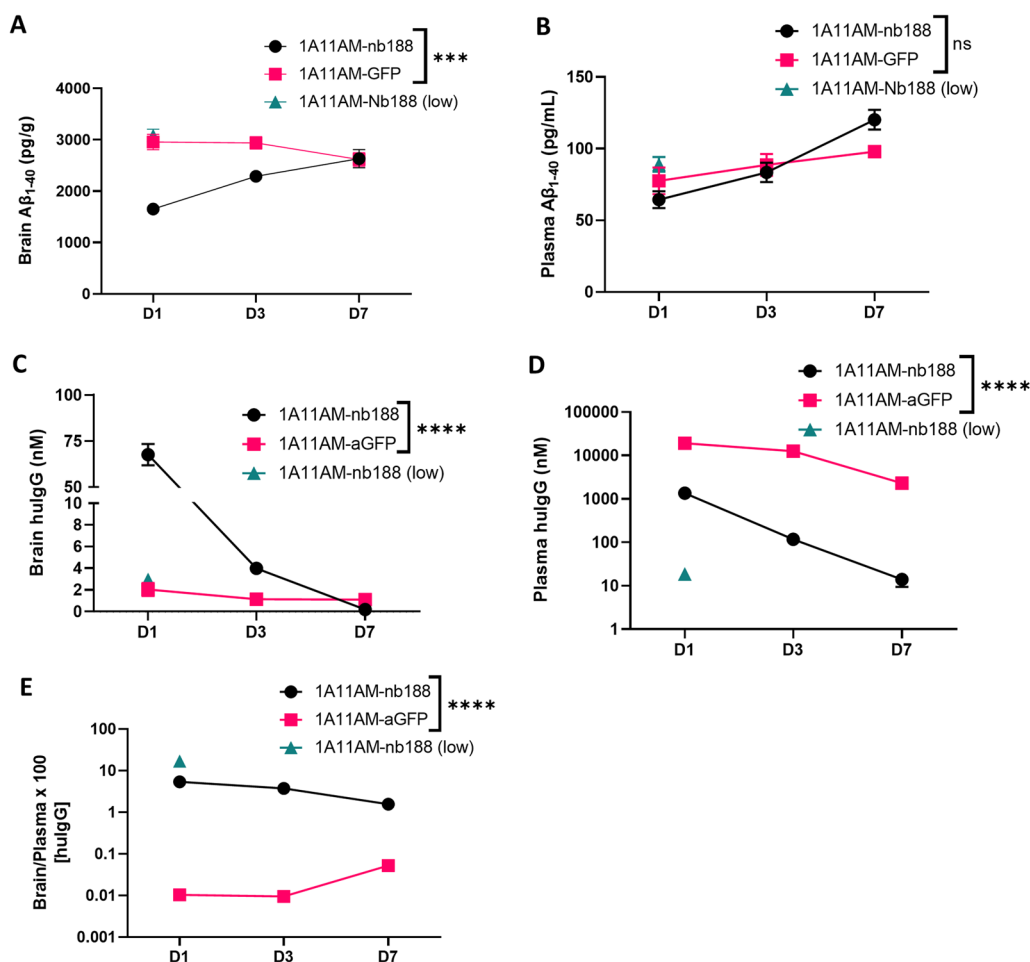 A
1A11AM-nb188
1A11AM-GFP
1A11AM-Nb188 (low)
***
Brain Aβ1-40 (pg/g)
4000
3000
2000
1000
0
D1 D3 D7
B
1A11AM-nb188
1A11AM-GFP
1A11AM-Nb188 (low)
ns
Plasma Aβ1-40 (pg/mL)
150
100
50
0
D1 D3 D7
C
1A11AM-nb188
1A11AM-aGFP
1A11AM-nb188 (low)
****
Brain huIgG (nM)
100
75
50
10
8
6
4
2
0
D1 D3 D7
D
1A11AM-nb188
1A11AM-aGFP
1A11AM-nb188 (low)
****
Plasma huIgG (nM)
100000
10000
1000
100
10
1
D1 D3 D7
E
1A11AM-nb188
1A11AM-aGFP
1A11AM-nb188 (low)
****
Brain/Plasma x 100
[huIgG]
100
10
1
0.1
0.01
0.001
D1 D3 D7